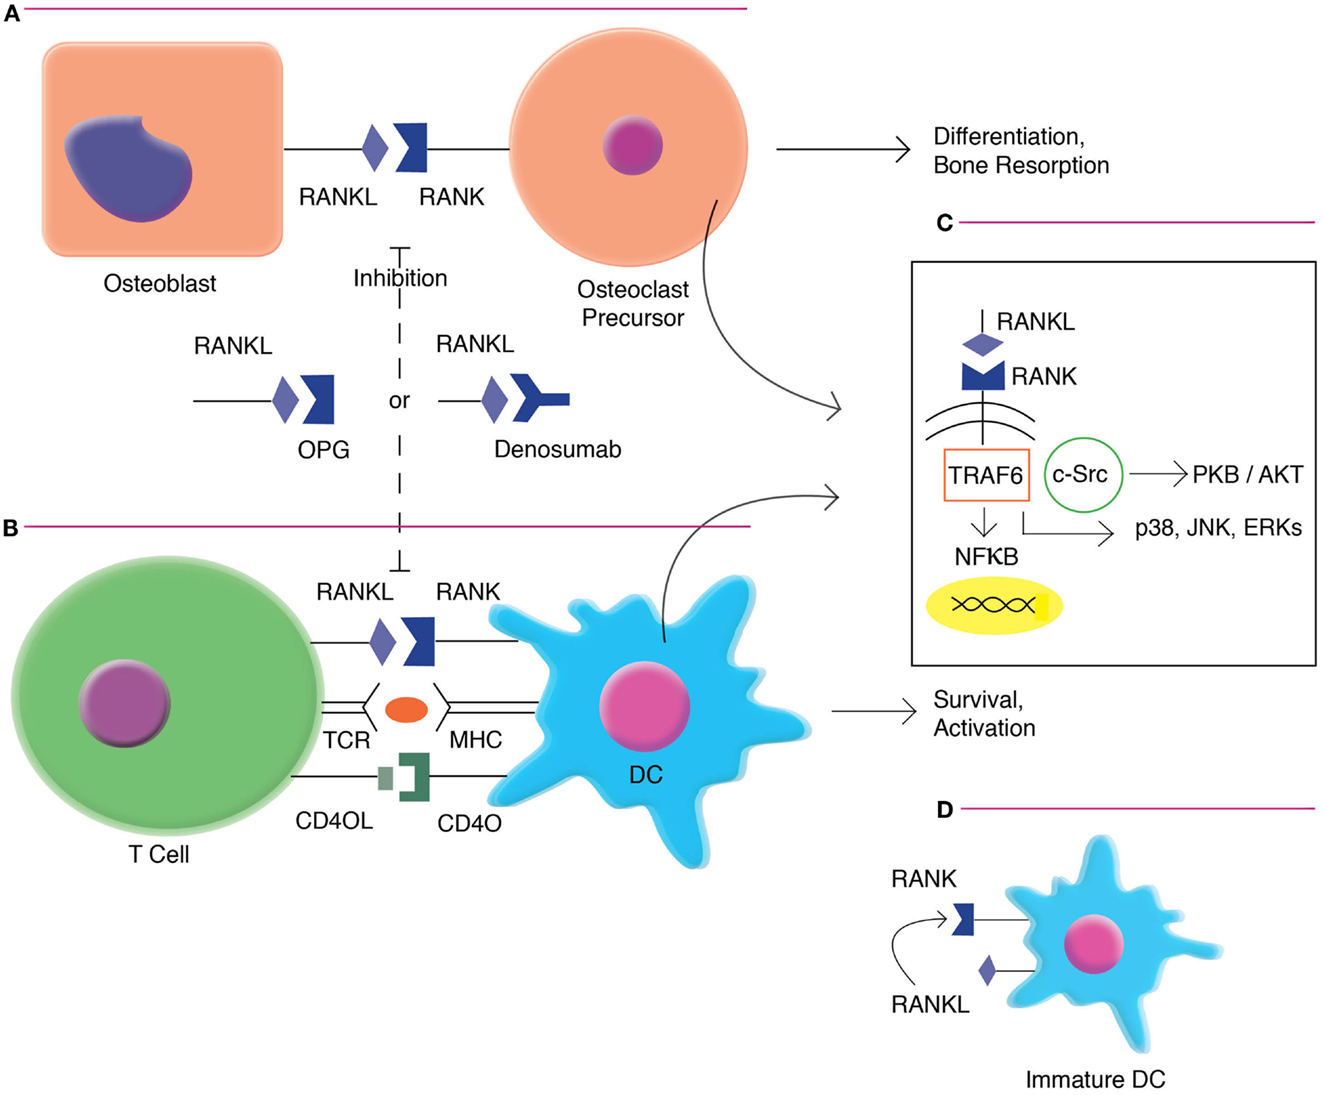 A
RANKL
RANK
Osteoblast
Osteoclast
Precursor
Differentiation,
Bone Resorption
Inhibition
RANKL
OPG
or
RANKL
Denosumab
B
RANKL
RANK
TCR
MHC
CD4OL
CD4O
T Cell
DC
Survival,
Activation
C
RANKL
RANK
TRAF6
c-Src
PKB / AKT
p38, JNK, ERKs
NFκB
D
RANK
RANKL
Immature DC